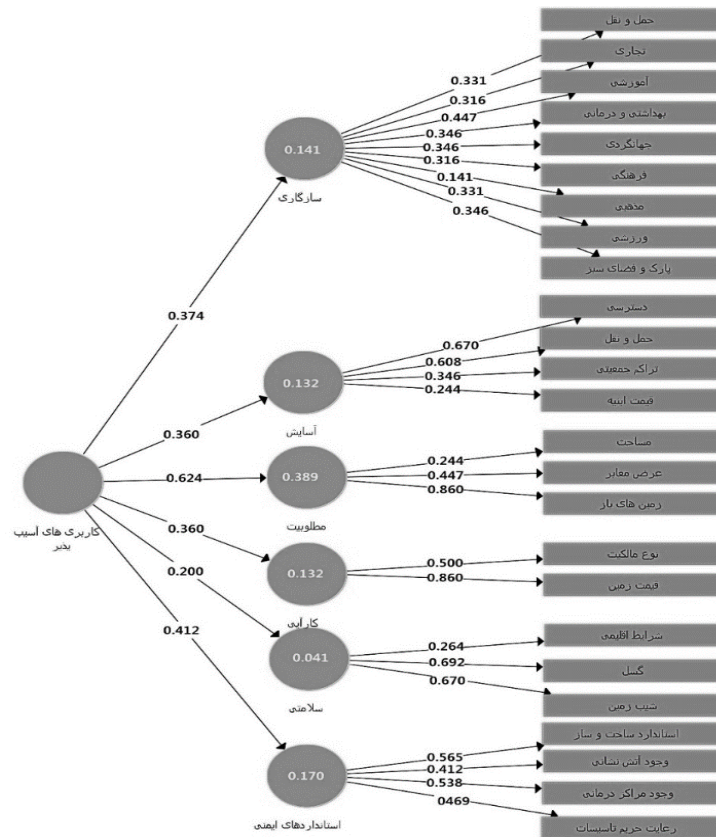 حمل و نقل
تجاری
آموزشی
بهداشتی و درمانی
جهانگردی
فرهنگی
مذهبی
ورزشی
پارک و فضای سبز
0.331
0.316
0.447
0.346
0.346
0.316
0.141
0.331
0.346
0.141
سازگاری
0.374
دسترسی
حمل و نقل
تراکم جمعیتی
قیمت ابنیه
0.670
0.608
0.346
0.244
0.132
آسایش
0.360
مساحت
عرض معابر
زمین های باز
0.244
0.447
0.860
0.389
مطلوبیت
0.624
کاربری های آسیب
پذیر
نوع مالکیت
قیمت زمین
0.500
0.860
0.132
کارآیی
0.360
شرایط اقلیمی
گسل
شیب زمین
0.264
0.692
0.670
0.041
سلامتی
0.200
استاندارد ساخت و ساز
وجود آتش نشانی
وجود مراکز درمانی
رعایت حریم تاسیسات
0.565
0.412
0.538
0469
0.170
استانداردهای ایمنی
0.412